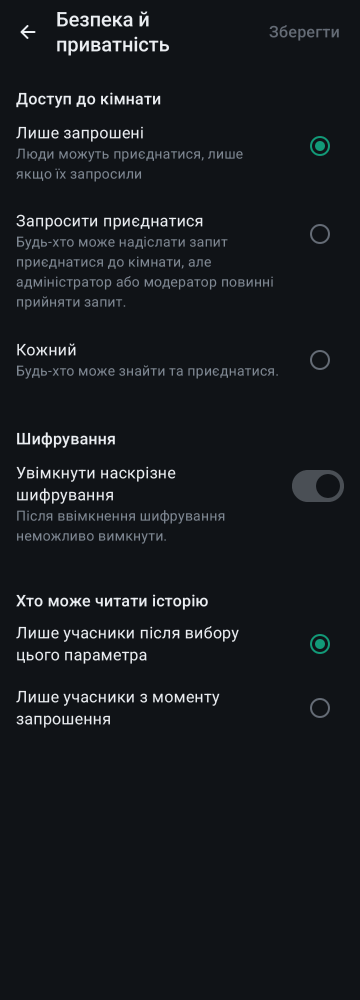 Безпека й
приватність
Зберегти
Доступ до кімнати
Лише запрошені
Люди можуть приєднатися, лише
якщо їх запросили
Запросити приєднатися
Будь-хто може надіслати запит
приєднатися до кімнати, але
адміністратор або модератор повинні
прийняти запит.
Кожний
Будь-хто може знайти та приєднатися.
Шифрування
Увімкнути наскрізне
шифрування
Після ввімкнення шифрування
неможливо вимкнути.
Хто може читати історію
Лише учасники після вибору
цього параметра
Лише учасники з моменту
запрошення